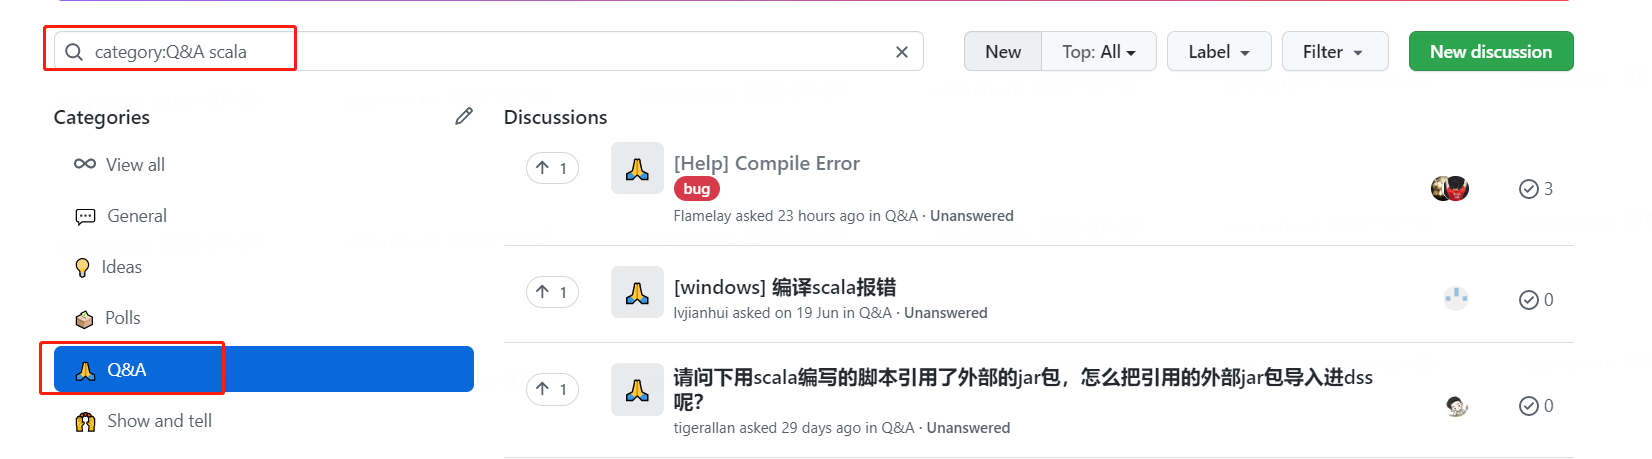 category:Q&A scala
New
Top: All
Label
Filter
New discussion
Categories
Discussions
View all
General
Ideas
Polls
Q&A
Show and tell
1
[Help] Compile Error
bug
Flamelay asked 23 hours ago in Q&A · Unanswered
3
1
[windows] 编译scala报错
lvjianhui asked on 19 Jun in Q&A · Unanswered
0
1
请问下用scala编写的脚本引用了外部的jar包，怎么把引用的外部jar包导入进dss
呢？
tigerallan asked 29 days ago in Q&A · Unanswered
0